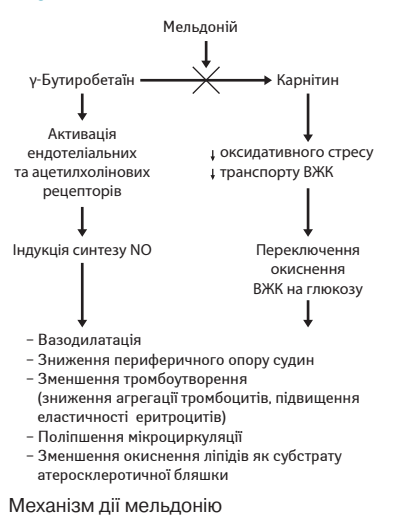 Мельдоній
γ-Бутиробетаїн
Карнітин
Активація
ендотеліальних
та ацетилхолінових
рецепторів
↓ оксидативного стресу
↓ транспорту ВЖК
Індукція синтезу NO
Переключення
окиснення
ВЖК на глюкозу
– Вазодилатація
– Зниження периферичного опору судин
– Зменшення тромбоутворення
(зниження агрегації тромбоцитів, підвищення
еластичності еритроцитів)
– Поліпшення мікроциркуляції
– Зменшення окиснення ліпідів як субстрату
атеросклеротичної бляшки
Механізм дії мельдонію